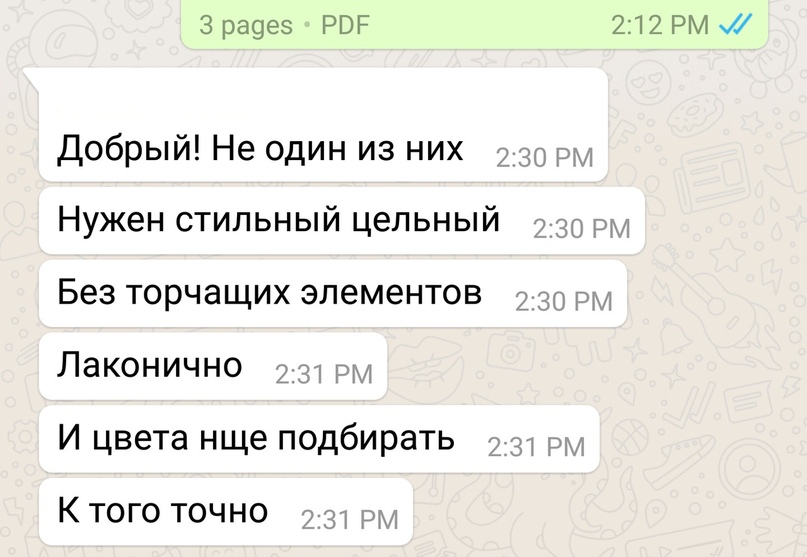 3 pages • PDF 2:12 PM
Добрый! Не один из них 2:30 PM
Нужен стильный цельный 2:30 PM
Без торчащих элементов 2:30 PM
Лаконично 2:31 PM
И цвета нще подбирать 2:31 PM
К того точно 2:31 PM